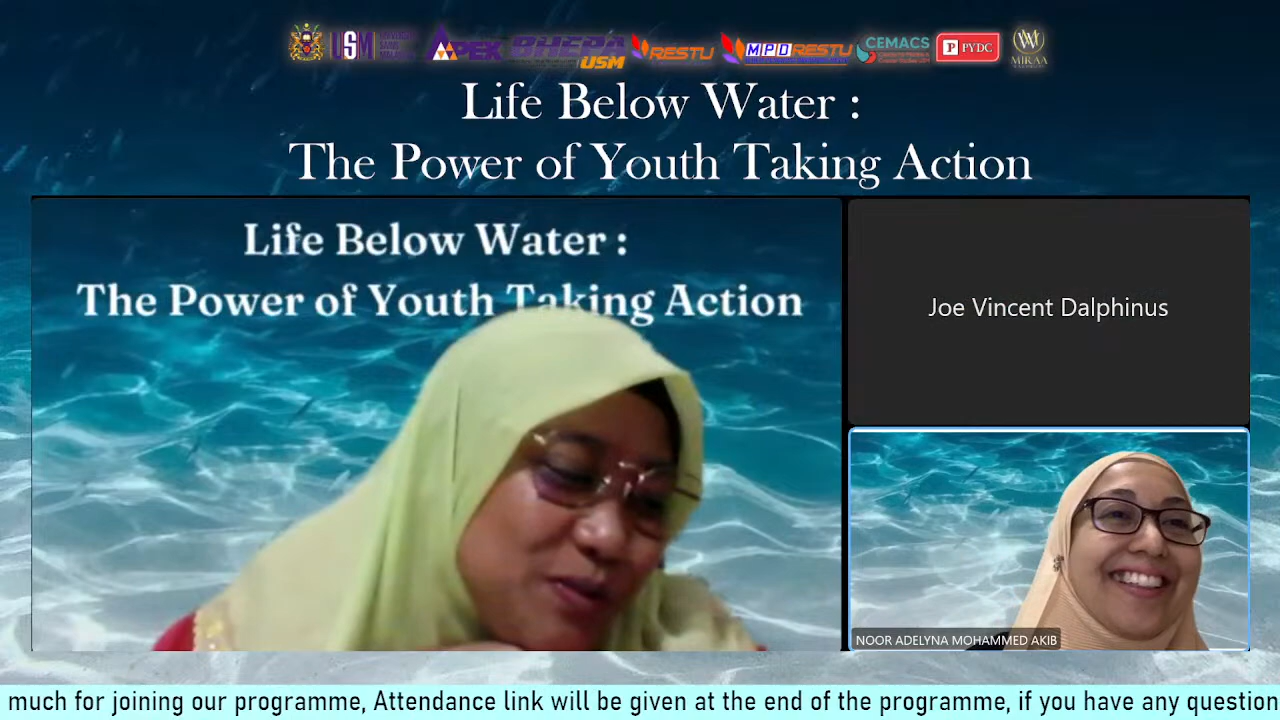 USM
APEX
BHEPA
USM
RESTU
MPD RESTU
CEMACS
P PYDC
MIRAA
Life Below Water :
The Power of Youth Taking Action
Life Below Water :
The Power of Youth Taking Action
Joe Vincent Dalphinus
NOOR ADELYNA MOHAMMED AKIB
much for joining our programme, Attendance link will be given at the end of the programme, if you have any question